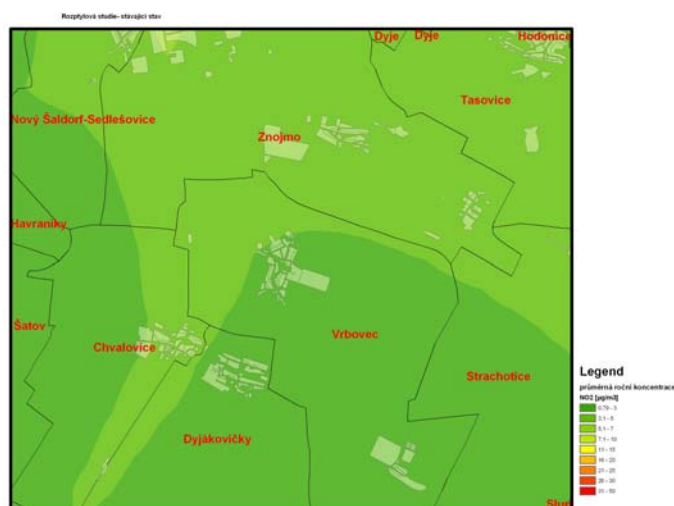 Rozptylová studie- stávající stav
Dyje
Dyje
Hodonice
Tasovice
Nový Šaldorf-Sedlešovice
Znojmo
Havraníky
Šatov
Chvalovice
Vrbovec
Strachotice
Dyjákovičky
Slup
Legend
průměrná roční koncentrace
NO2 [µg/m3]
0,79 - 3
3,1 - 5
5,1 - 7
7,1 - 10
11 - 15
16 - 20
21 - 25
26 - 30
31 - 50